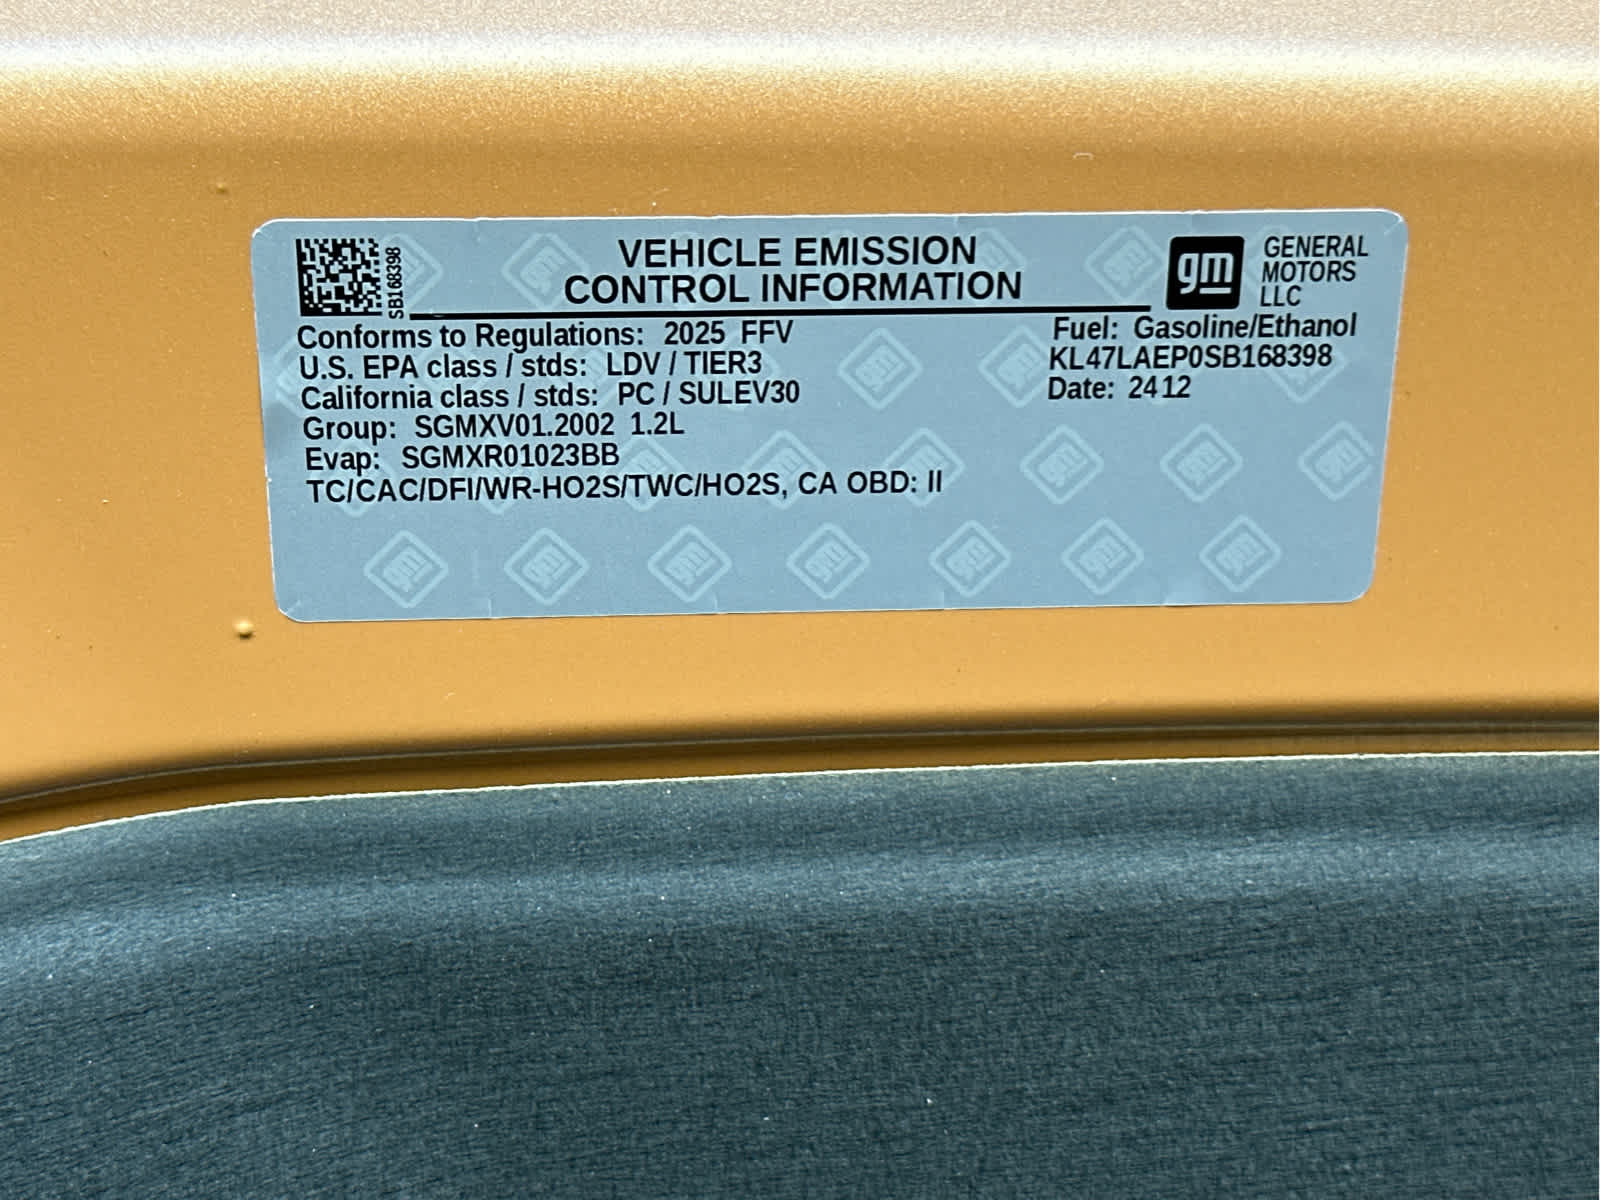 SB168398
VEHICLE EMISSION
CONTROL INFORMATION
gm
GENERAL
MOTORS
LLC
Conforms to Regulations: 2025 FFV
U.S. EPA class / stds: LDV / TIER3
California class / stds: PC / SULEV30
Group: SGMXV01.2002 1.2L
Evap: SGMXR01023BB
TC/CAC/DFI/WR-HO2S/TWC/HO2S, CA OBD: II
Fuel: Gasoline/Ethanol
KL47LAEP0SB168398
Date: 2412